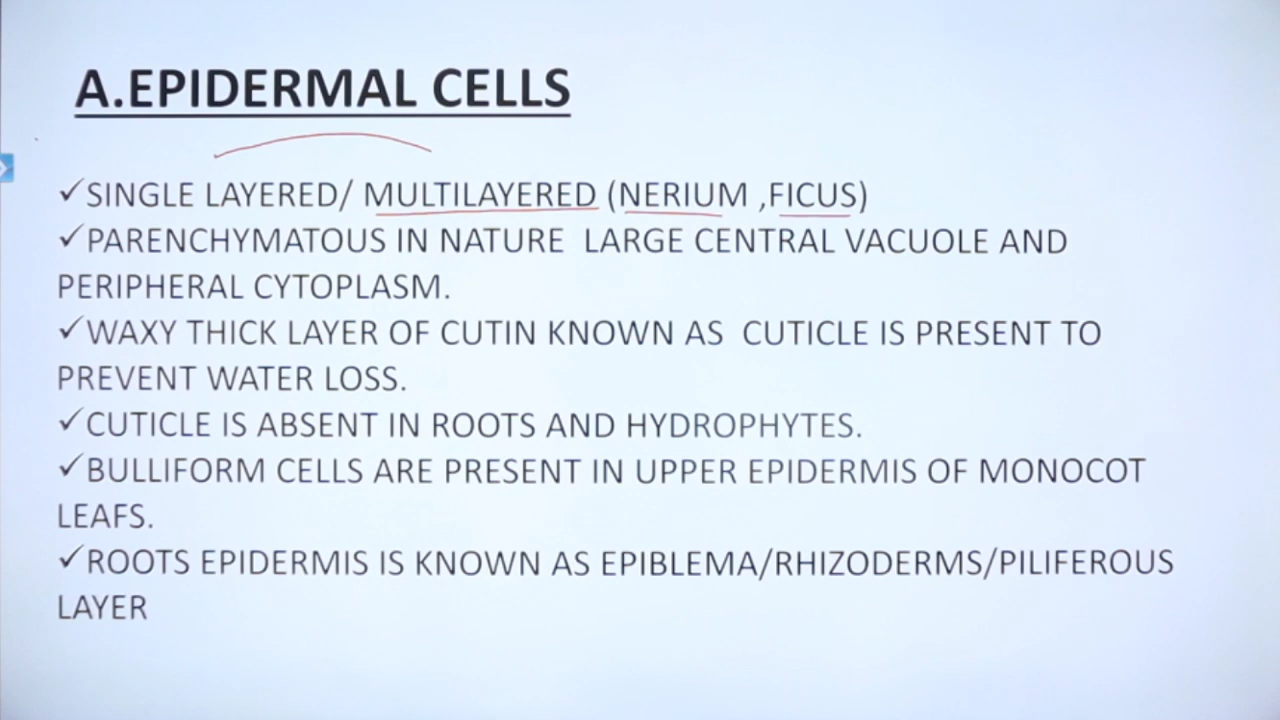 A.EPIDERMAL CELLS
✓SINGLE LAYERED/ MULTILAYERED (NERIUM ,FICUS)
✓PARENCHYMATOUS IN NATURE LARGE CENTRAL VACUOLE AND
PERIPHERAL CYTOPLASM.
✓WAXY THICK LAYER OF CUTIN KNOWN AS CUTICLE IS PRESENT TO
PREVENT WATER LOSS.
✓CUTICLE IS ABSENT IN ROOTS AND HYDROPHYTES.
✓BULLIFORM CELLS ARE PRESENT IN UPPER EPIDERMIS OF MONOCOT
LEAFS.
✓ROOTS EPIDERMIS IS KNOWN AS EPIBLEMA/RHIZODERMS/PILIFEROUS
LAYER